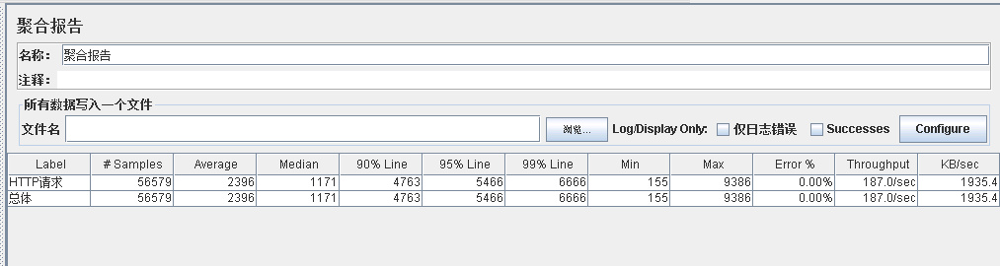 聚合报告
名称： 聚合报告
注释：
所有数据写入一个文件
文件名 浏览... Log/Display Only: 仅日志错误 Successes Configure
Label # Samples Average Median 90% Line 95% Line 99% Line Min Max Error % Throughput KB/sec
HTTP请求 56579 2396 1171 4763 5466 6666 155 9386 0.00% 187.0/sec 1935.4
总体 56579 2396 1171 4763 5466 6666 155 9386 0.00% 187.0/sec 1935.4